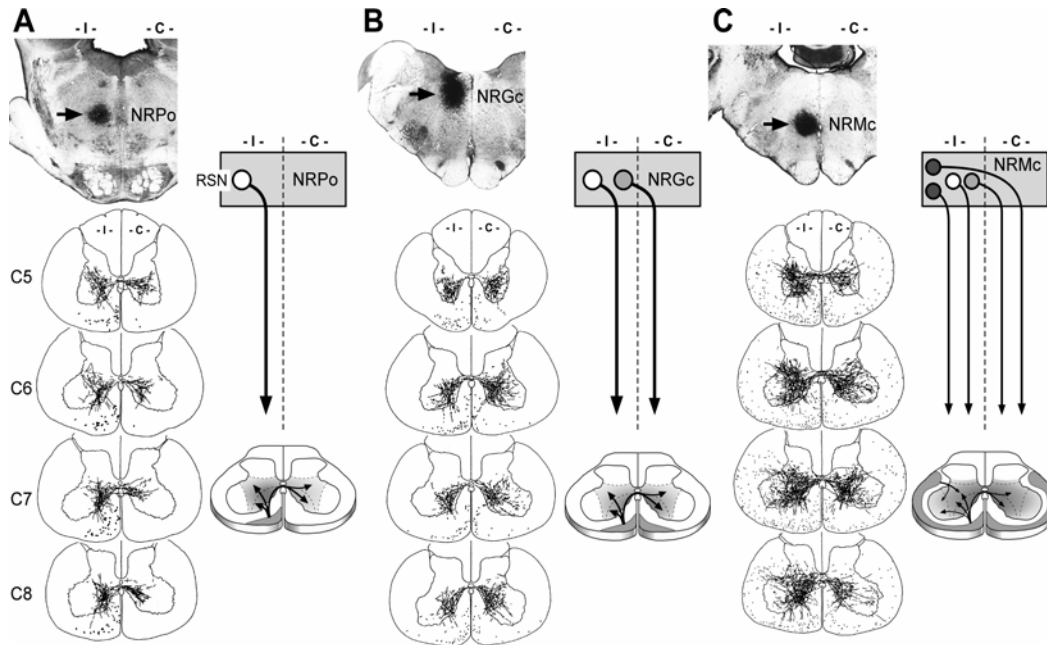 A
- I -
- C -
NRPo
- I -
- C -
RSN
NRPo
- I -
- C -
C5
C6
C7
C8
B
- I -
- C -
NRGc
- I -
- C -
NRGc
- I -
- C -
C
- I -
- C -
NRMc
- I -
- C -
NRMc
- I -
- C -